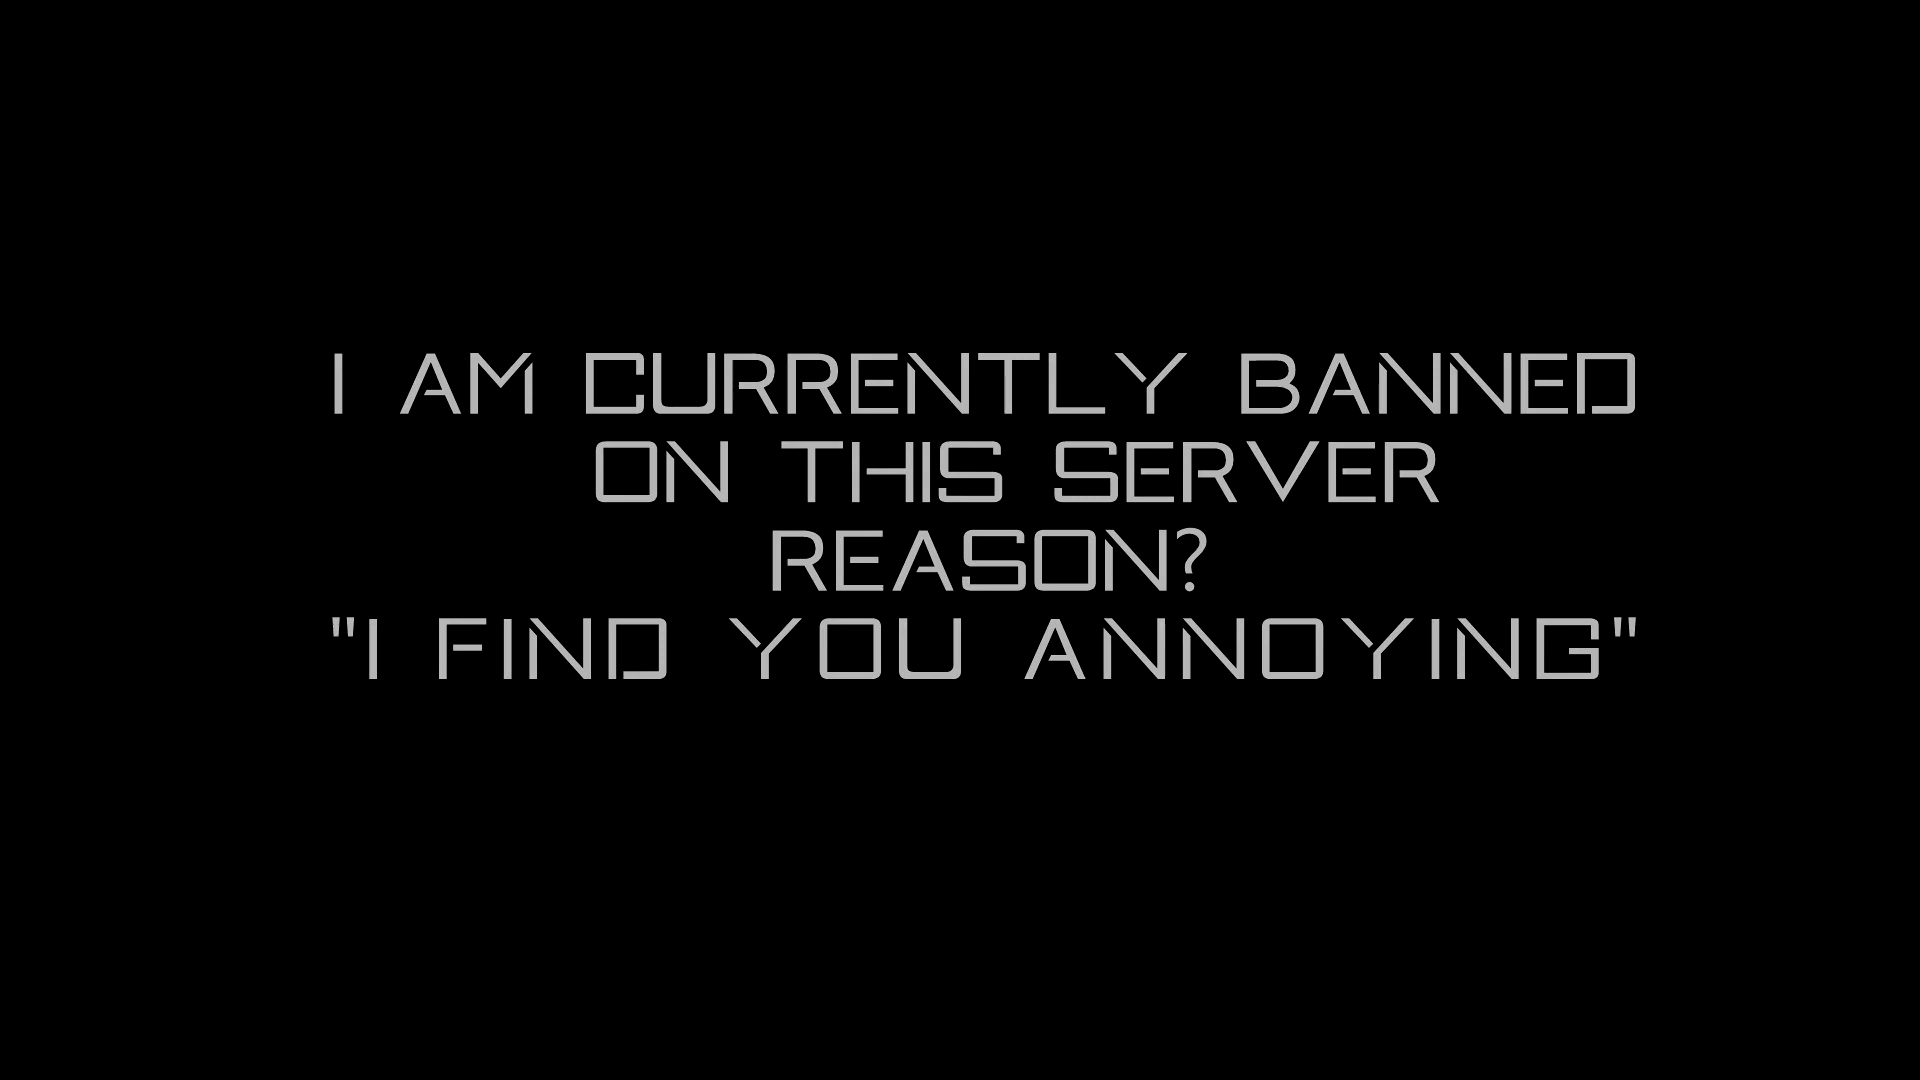 I AM CURRENTLY BANNED
ON THIS SERVER
REASON?
"I FIND YOU ANNOYING"